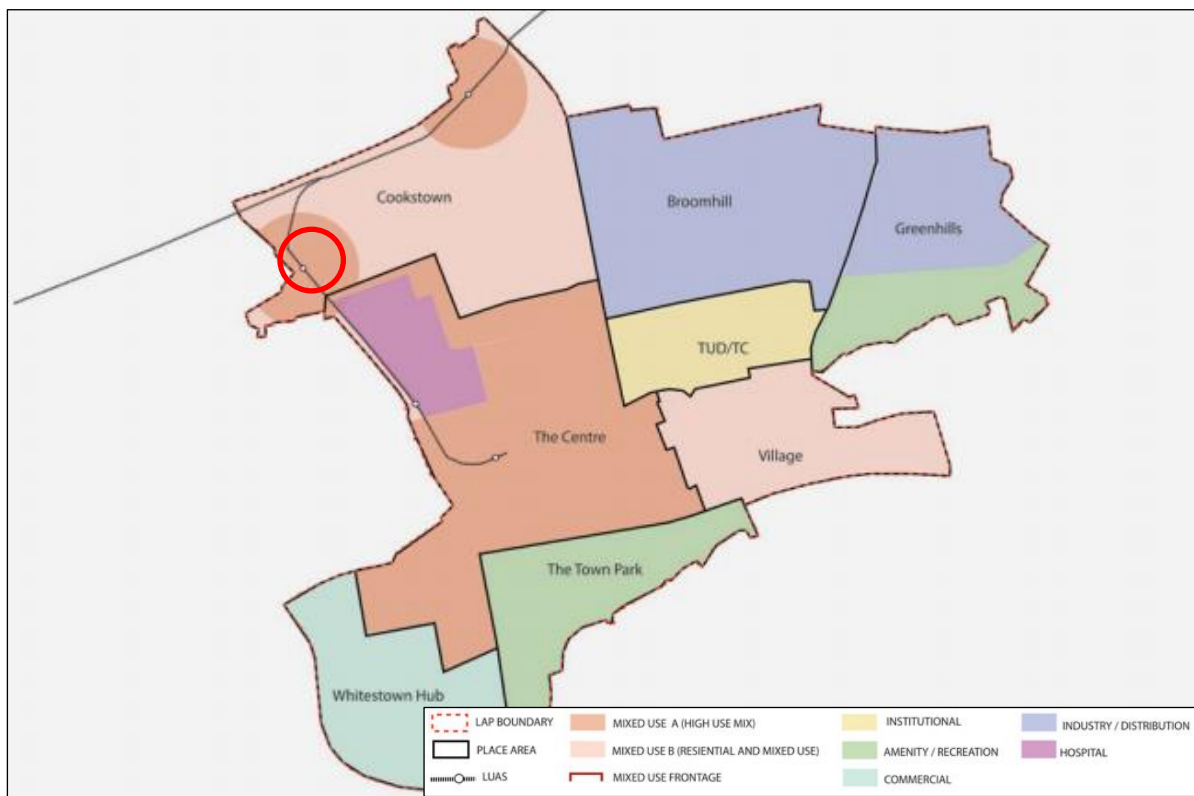 Cookstown
Broomhill
Greenhills
TUD/TC
The Centre
Village
The Town Park
Whitestown Hub
LAP BOUNDARY
PLACE AREA
LUAS
MIXED USE A (HIGH USE MIX)
MIXED USE B (RESIENTIAL AND MIXED USE)
MIXED USE FRONTAGE
INSTITUTIONAL
AMENITY / RECREATION
COMMERCIAL
INDUSTRY / DISTRIBUTION
HOSPITAL